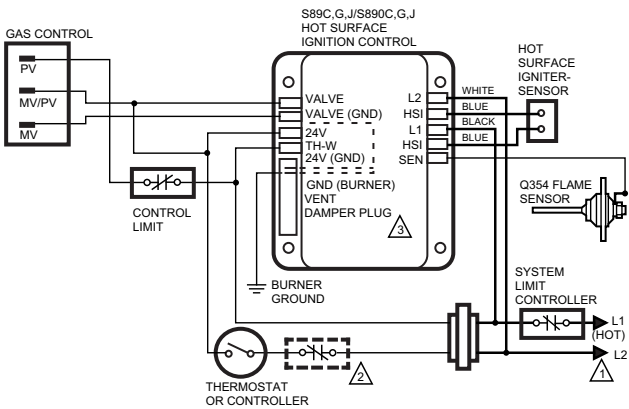 S89C,G,J/S890C,G,J
HOT SURFACE
IGNITION CONTROL
GAS CONTROL
PV
MV/PV
MV
HOT
SURFACE
IGNITER-
SENSOR
VALVE
VALVE (GND)
24V
TH-W
24V (GND)
GND (BURNER)
VENT
DAMPER PLUG
3
L2
HSI
L1
HSI
SEN
WHITE
BLUE
BLACK
BLUE
Q354 FLAME
SENSOR
CONTROL
LIMIT
BURNER
GROUND
SYSTEM
LIMIT
CONTROLLER
L1
(HOT)
L2
1
2
THERMOSTAT
OR CONTROLLER